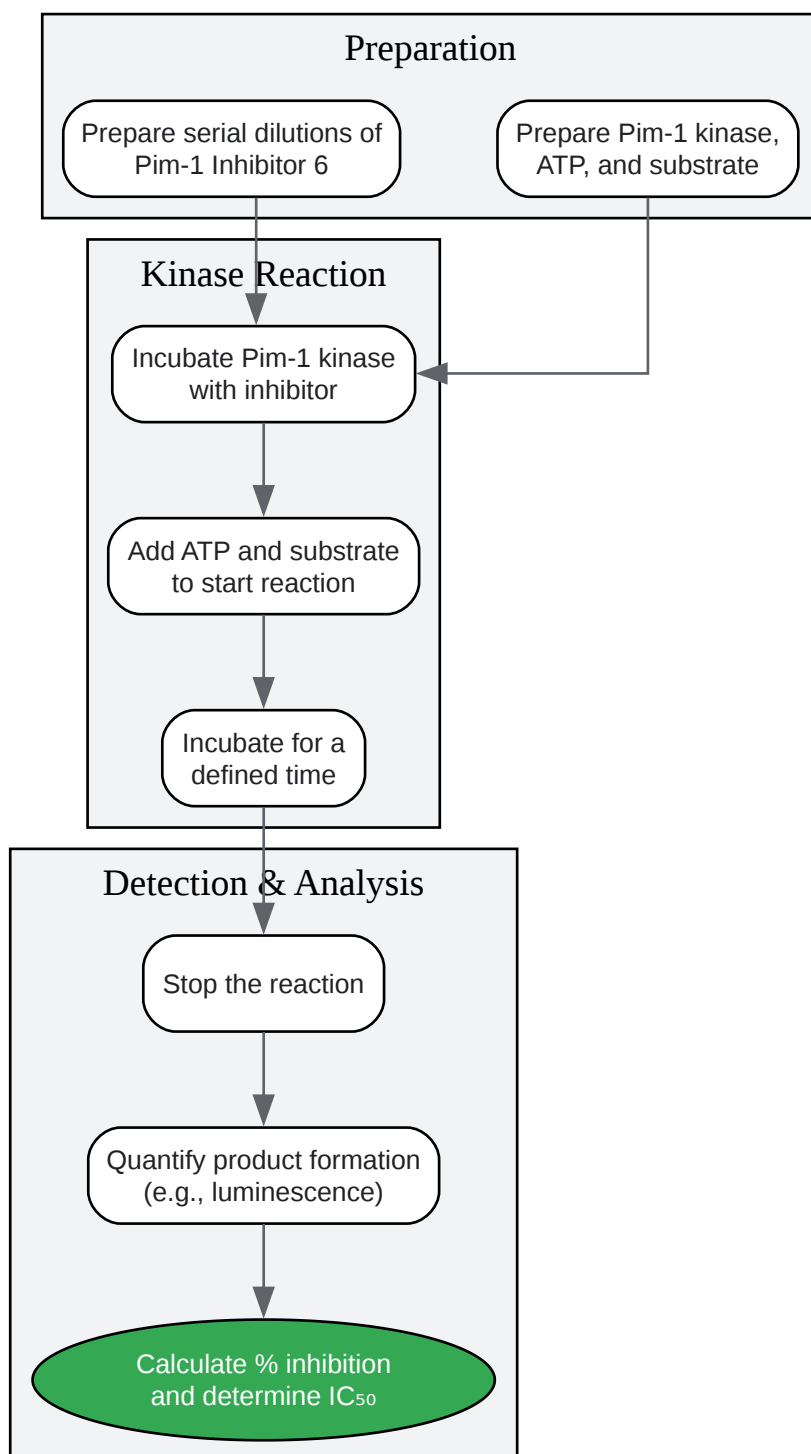 Preparation
Prepare serial dilutions of
Pim-1 Inhibitor 6
Prepare Pim-1 kinase,
ATP, and substrate
Kinase Reaction
Incubate Pim-1 kinase
with inhibitor
Add ATP and substrate
to start reaction
Incubate for a
defined time
Detection & Analysis
Stop the reaction
Quantify product formation
(e.g., luminescence)
Calculate % inhibition
and determine IC₅₀